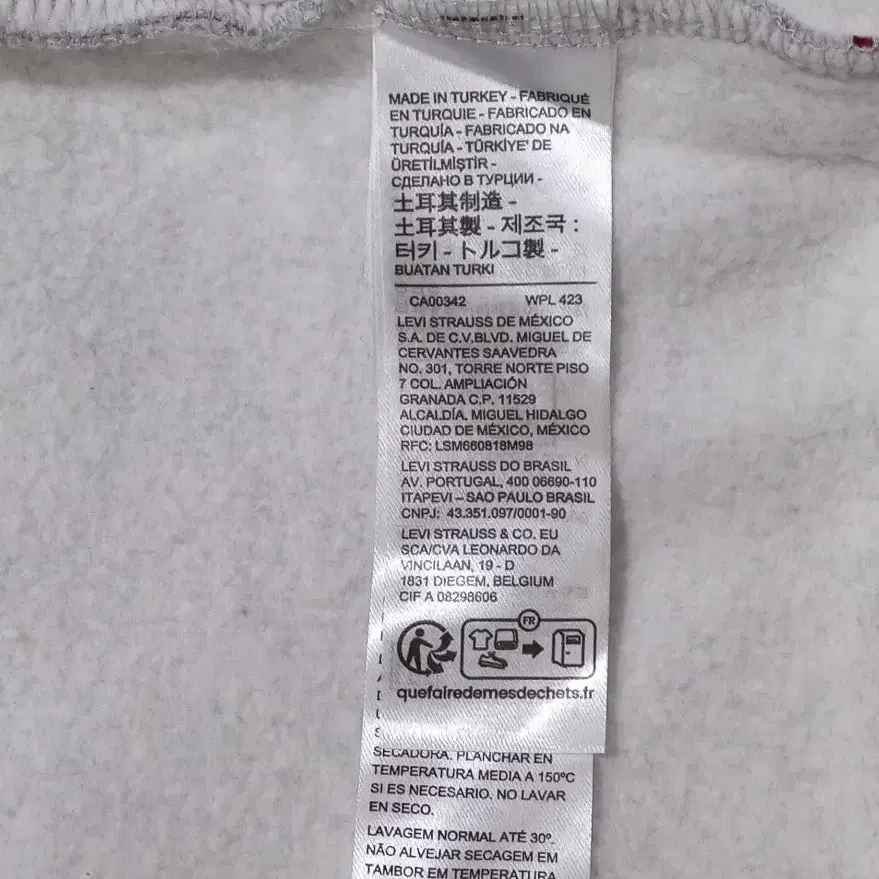 MADE IN TURKEY - FABRIQUÉ
EN TURQUIE - FABRICADO EN
TURQUÍA - FABRICADO NA
TURQUÍA - TÜRKİYE' DE
ÜRETİLMİŞTİR -
СДЕЛАНО В ТУРЦИИ -
土耳其制造 -
土耳其製 - 제조국 :
터키 - トルコ製 -
BUATAN TURKI
CA00342 WPL 423
LEVI STRAUSS DE MÉXICO
S.A. DE C.V.BLVD. MIGUEL DE
CERVANTES SAAVEDRA
NO. 301, TORRE NORTE PISO
7 COL. AMPLIACIÓN
GRANADA C.P. 11529
ALCALDÍA. MIGUEL HIDALGO
CIUDAD DE MÉXICO, MÉXICO
RFC: LSM660818M98
LEVI STRAUSS DO BRASIL
AV. PORTUGAL, 400 06690-110
ITAPEVI – SAO PAULO BRASIL
CNPJ: 43.351.097/0001-90
LEVI STRAUSS & CO. EU
SCA/CVA LEONARDO DA
VINCILAAN, 19 - D
1831 DIEGEM, BELGIUM
CIF A 08298606
FR
quefairedemesdechets.fr
SECADORA. PLANCHAR EN
TEMPERATURA MEDIA A 150ºC
SI ES NECESARIO. NO LAVAR
EN SECO.
LAVAGEM NORMAL ATÉ 30º.
NÃO ALVEJAR SECAGEM EM
TAMBOR EM TEMPERATURA